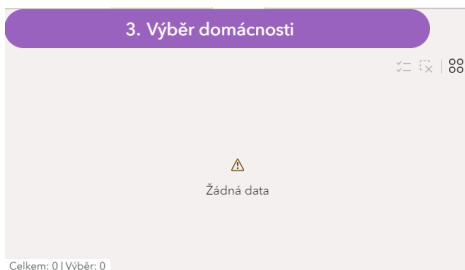 3. Výběr domácnosti
Žádná data
Celkem: 0 | Výběr: 0